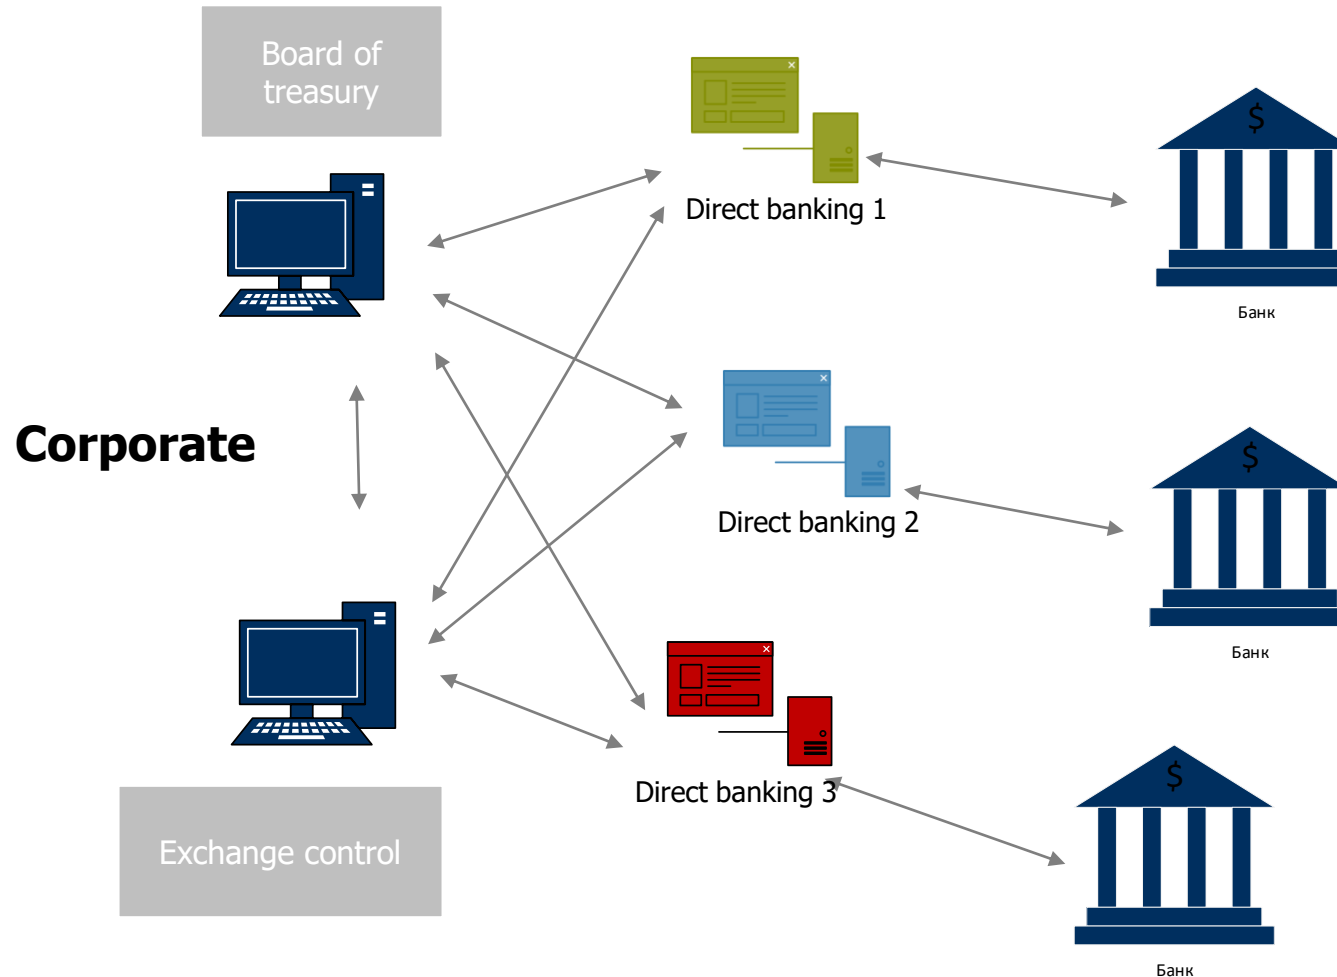 Board of
treasury
$
Direct banking 1
Банк
Corporate
$
Direct banking 2
Банк
$
Direct banking 3
Exchange control
Банк